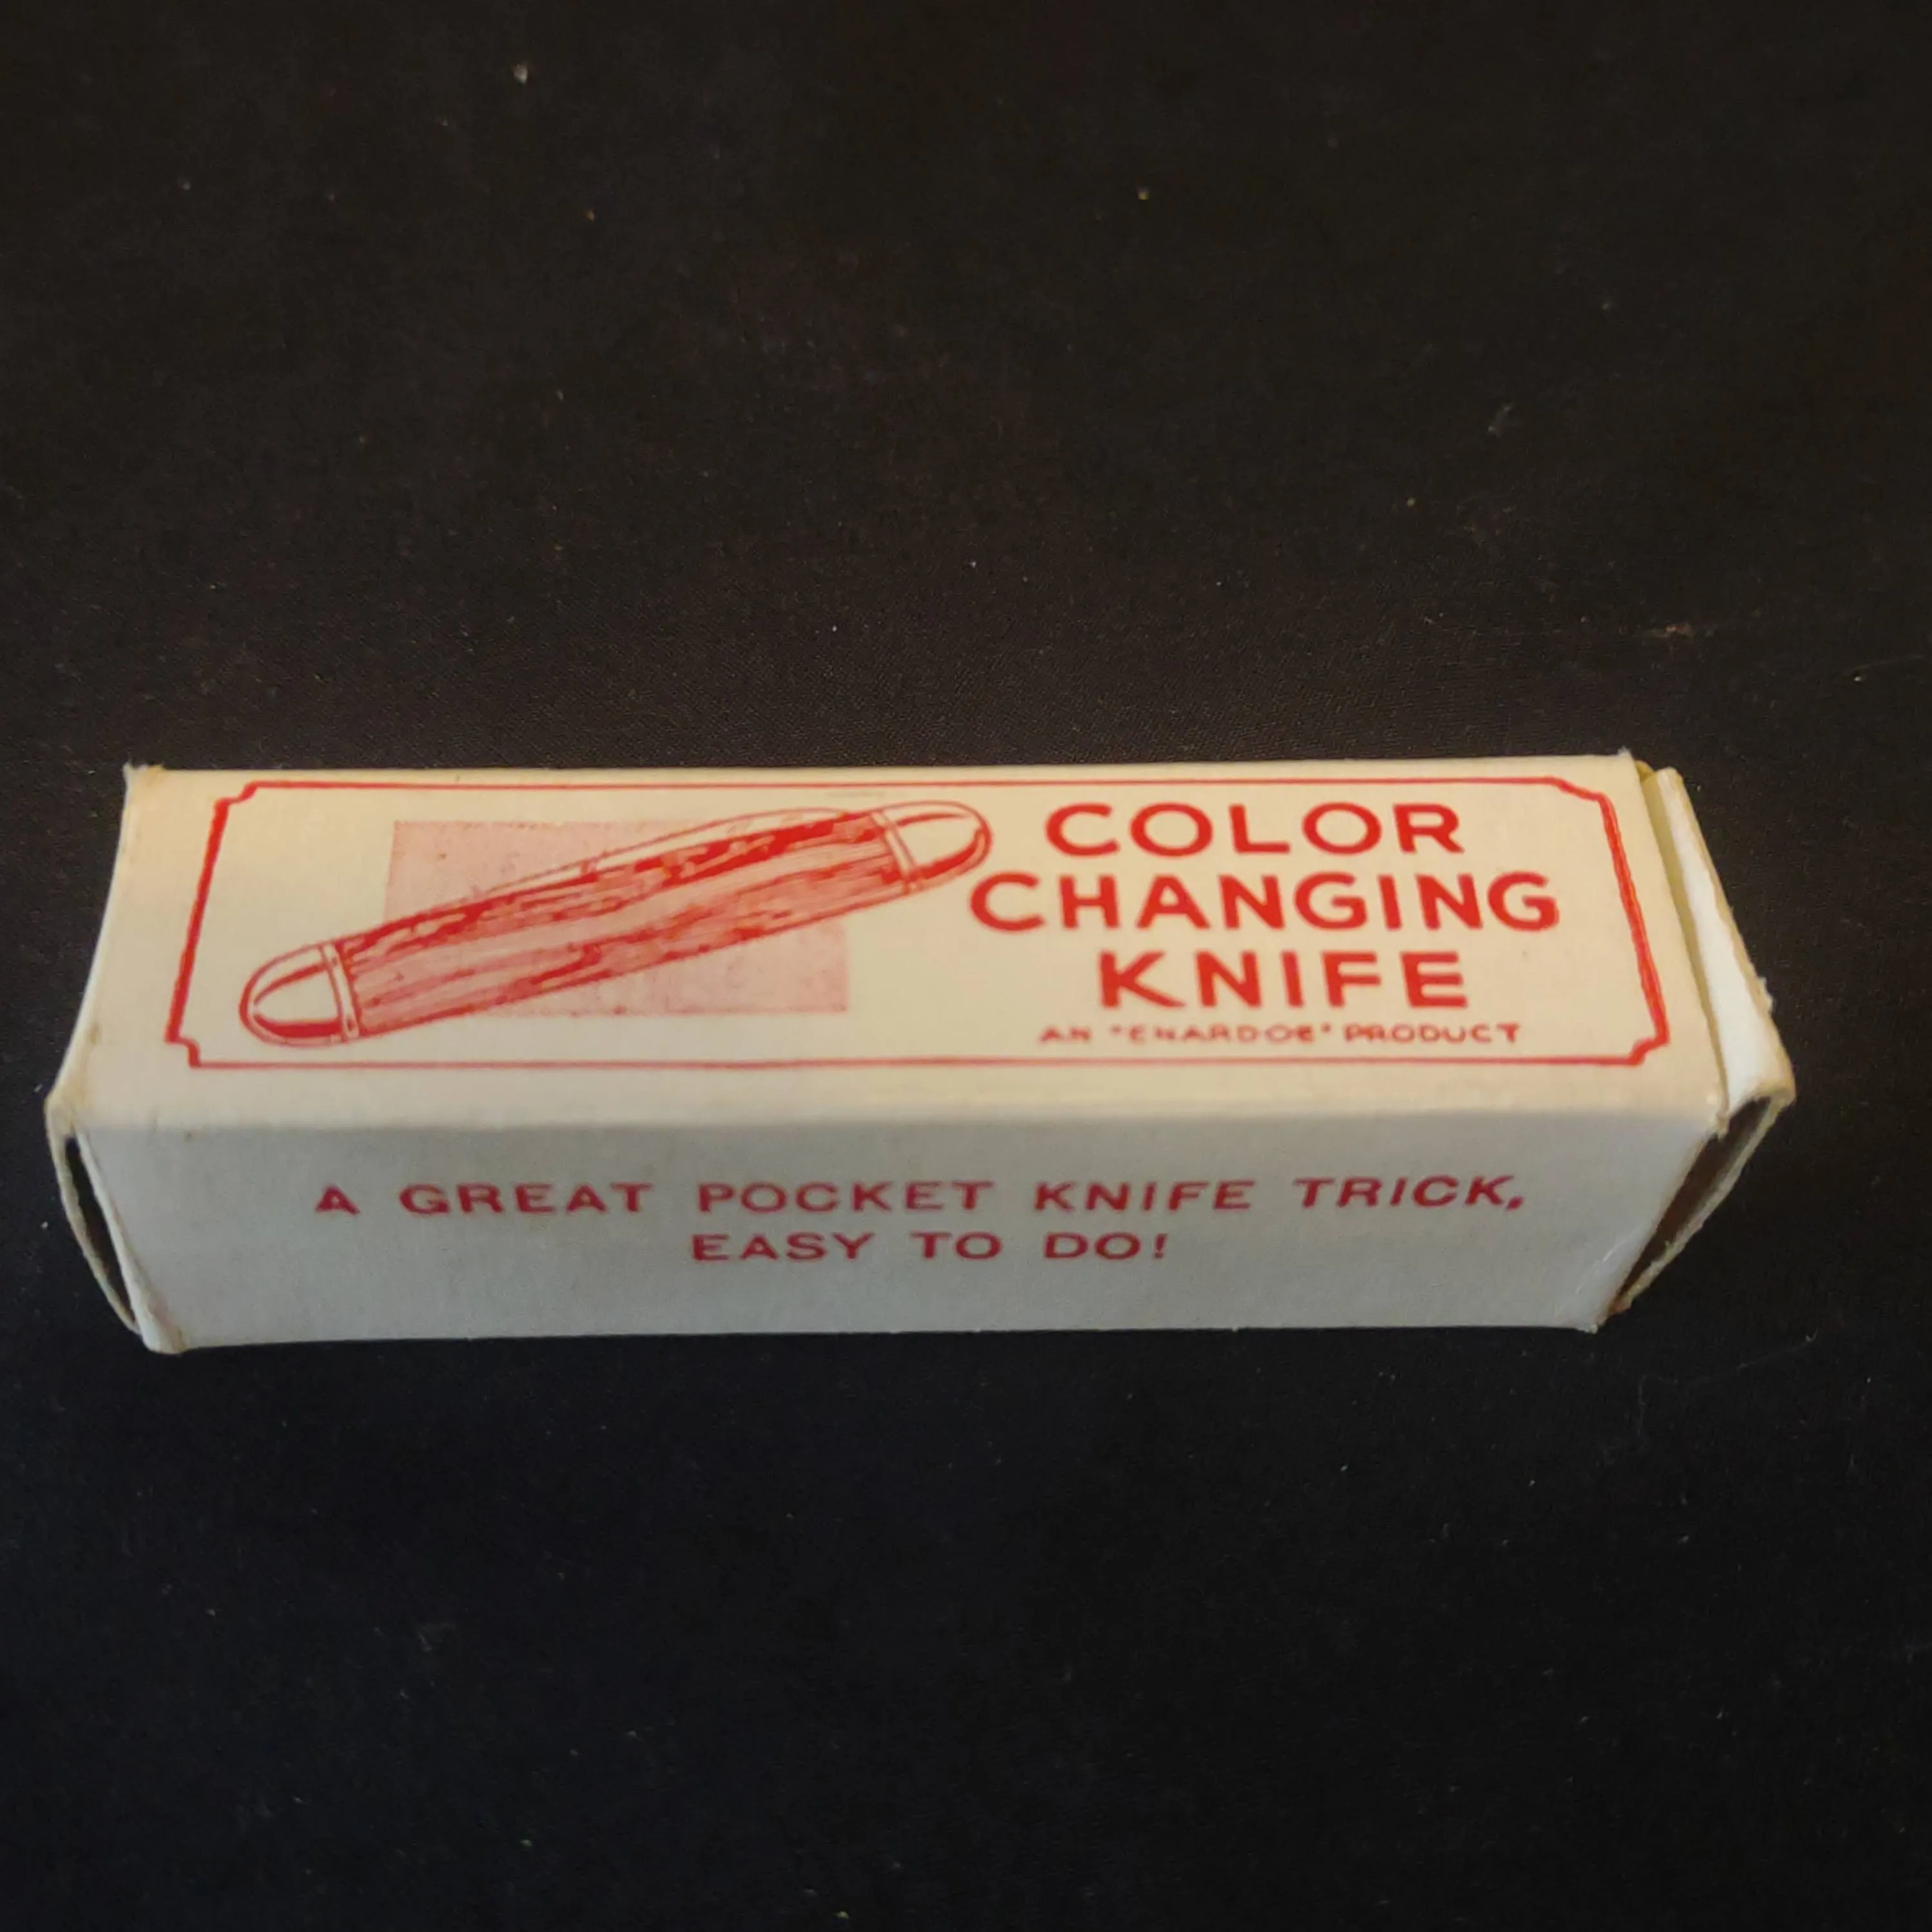 COLOR
CHANGING
KNIFE
AN "ENARDOE" PRODUCT
A GREAT POCKET KNIFE TRICK,
EASY TO DO!